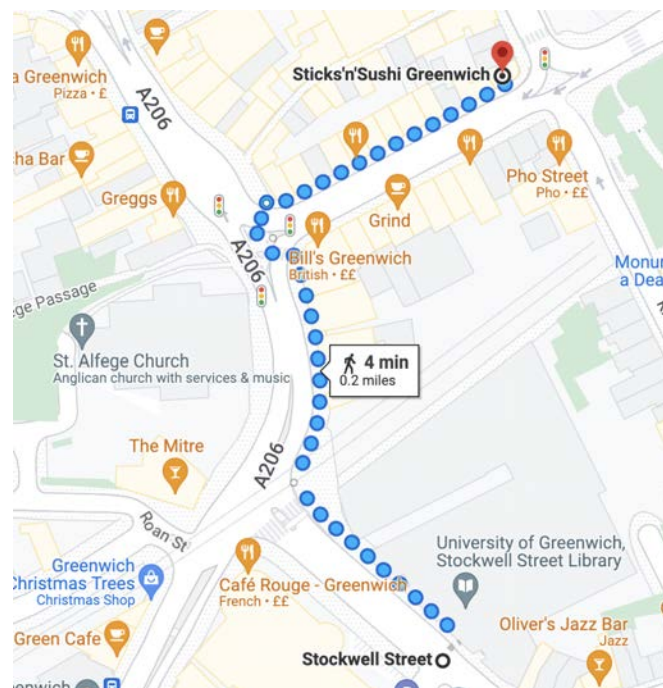 Sticks'n'Sushi Greenwich
a Greenwich
Pizza • £
A206
ha Bar
Greggs
Grind
Pho Street
Pho • ££
Bill's Greenwich
British • ££
A206
Monu
a Dea
ege Passage
St. Alfege Church
Anglican church with services & music
4 min
0.2 miles
The Mitre
A206
Roan St
University of Greenwich,
Stockwell Street Library
Greenwich
Christmas Trees
Christmas Shop
Café Rouge - Greenwich
French • ££
Green Cafe
Oliver's Jazz Bar
Jazz
Stockwell Street
enwich